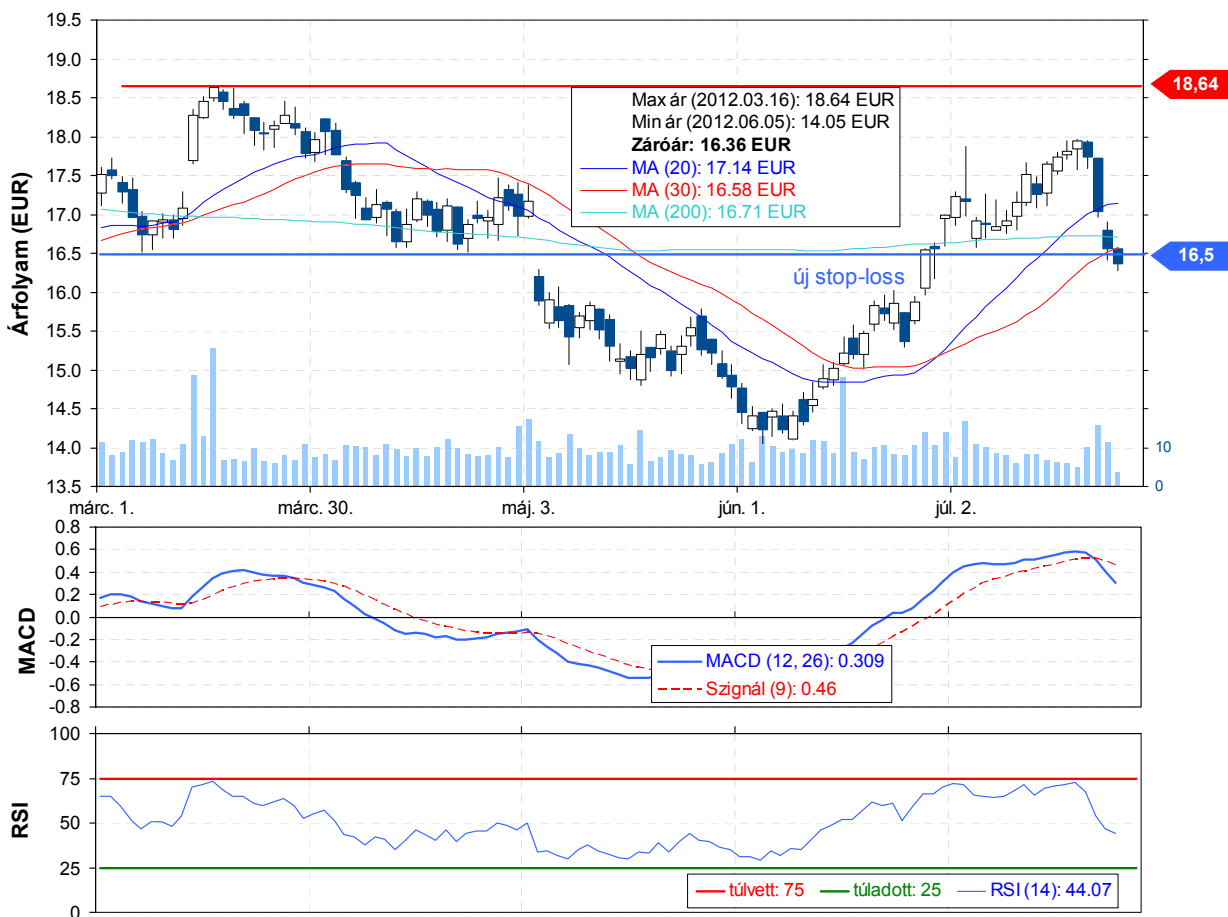 19.5
19.0
18.5
18.0
17.5
17.0
16.5
16.0
15.5
15.0
14.5
14.0
13.5
Árfolyam (EUR)
18,64
16,5
Max ár (2012.03.16): 18.64 EUR
Min ár (2012.06.05): 14.05 EUR
Záróár: 16.36 EUR
MA (20): 17.14 EUR
MA (30): 16.58 EUR
MA (200): 16.71 EUR
új stop-loss
10
0
márc. 1.
márc. 30.
máj. 3.
jún. 1.
júl. 2.
0.8
0.6
0.4
0.2
0.0
-0.2
-0.4
-0.6
-0.8
MACD
MACD (12, 26): 0.309
Szignál (9): 0.46
100
75
50
25
0
RSI
túlvett: 75
túladott: 25
RSI (14): 44.07